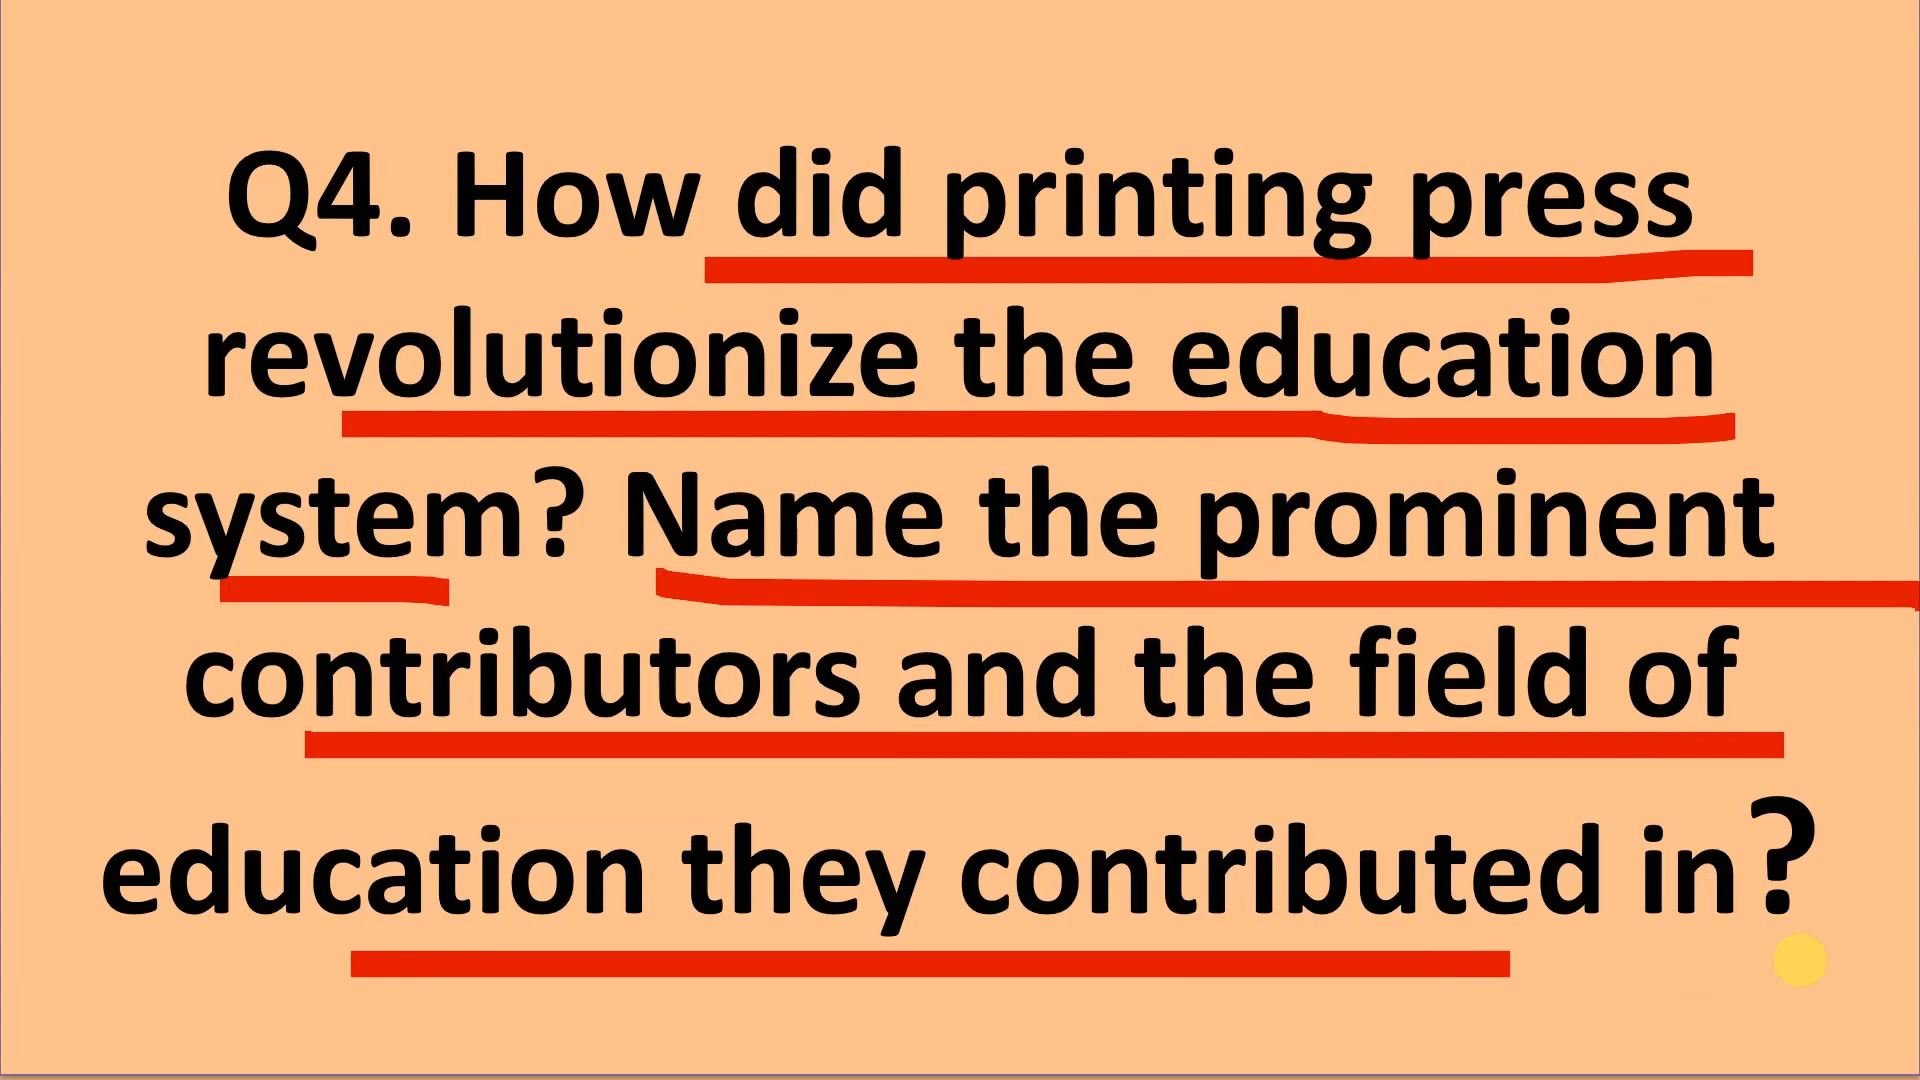 Q4. How did printing press
revolutionize the education
system? Name the prominent
contributors and the field of
education they contributed in?